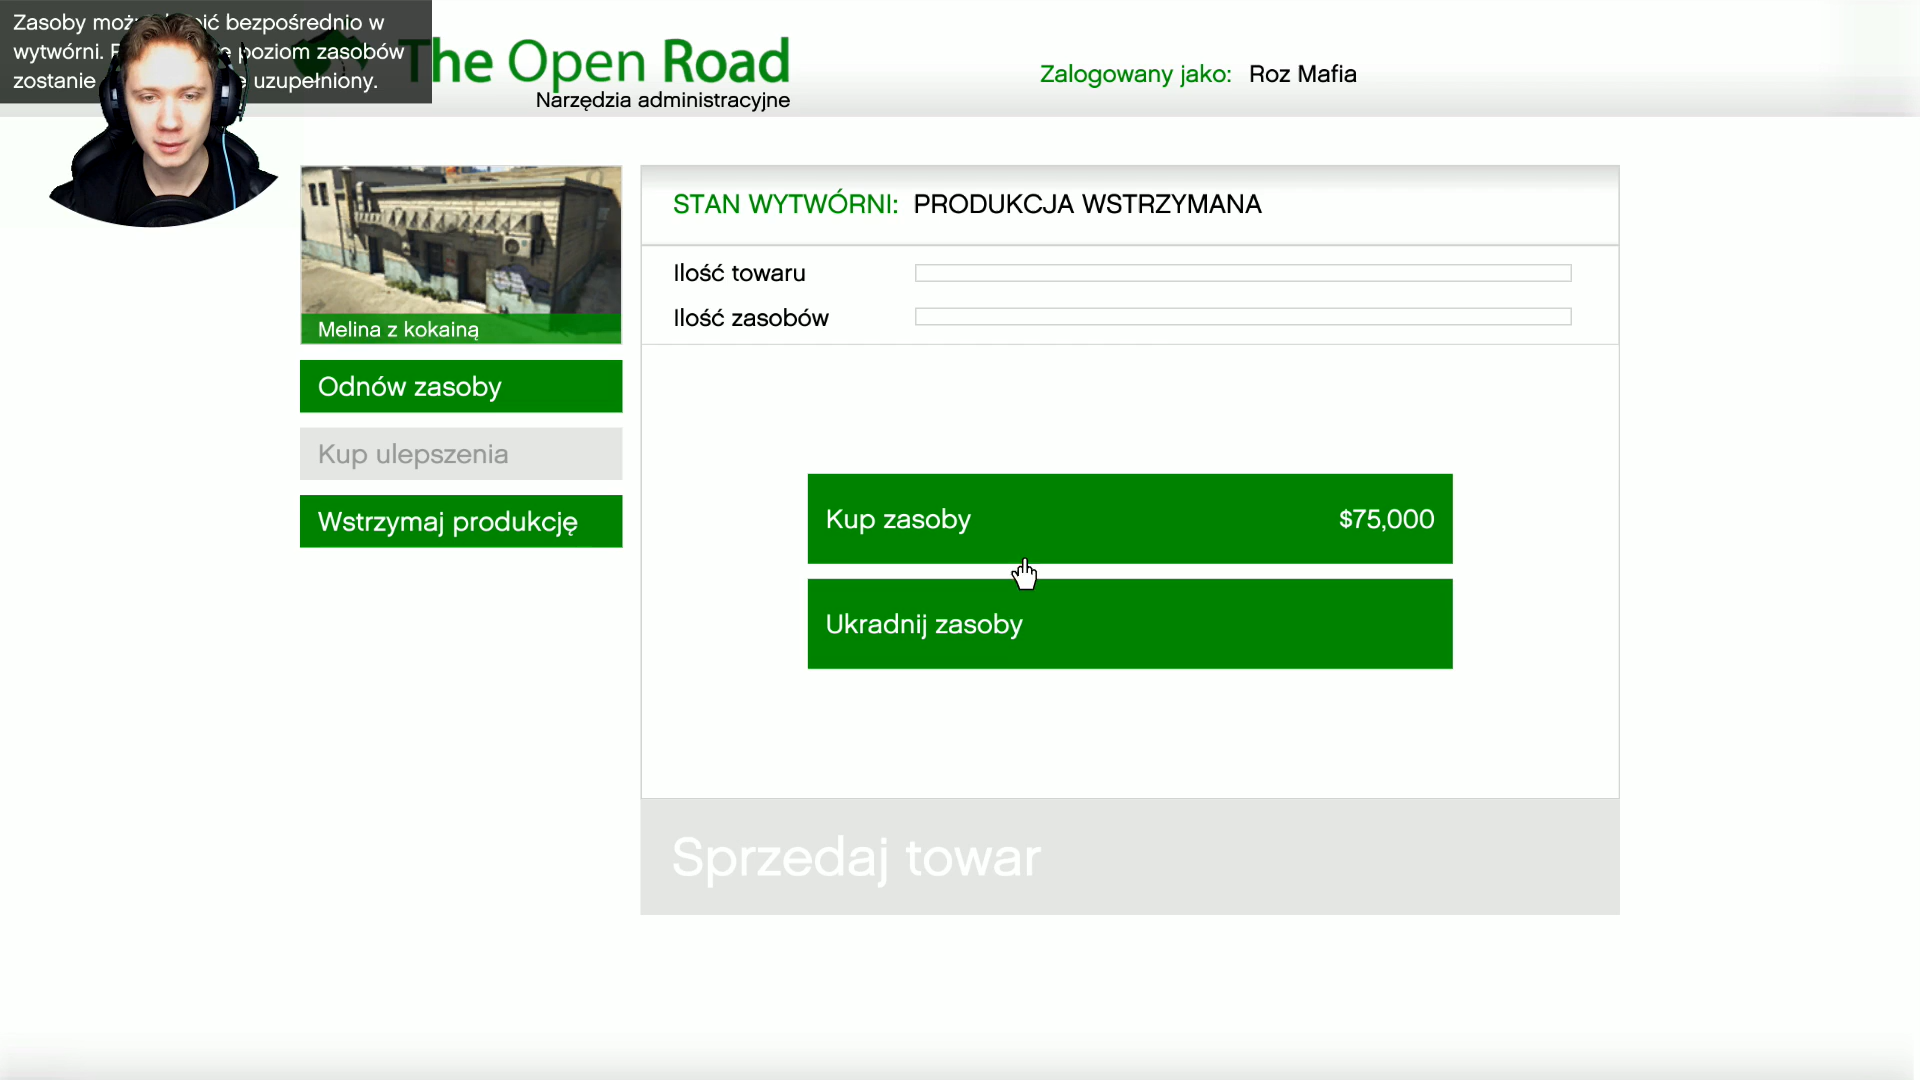 Zasoby bezpośrednio w
wytwórni. poziom zasobów
zostanie uzupełniony.
The Open Road
Narzędzia administracyjne
Zalogowany jako: Roz Mafia
Melina z kokainą
Odnów zasoby
Kup ulepszenia
Wstrzymaj produkcję
STAN WYTWÓRNI: PRODUKCJA WSTRZYMANA
Ilość towaru
Ilość zasobów
Kup zasoby $75,000
Ukradnij zasoby
Sprzedaj towar